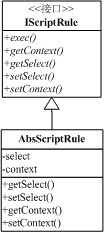 <<接口>>
IScriptRule
+exec()
+getContext()
+getSelect()
+setSelect()
+setContext()
AbsScriptRule
-select
-context
+getSelect()
+setSelect()
+getContext()
+setContext()